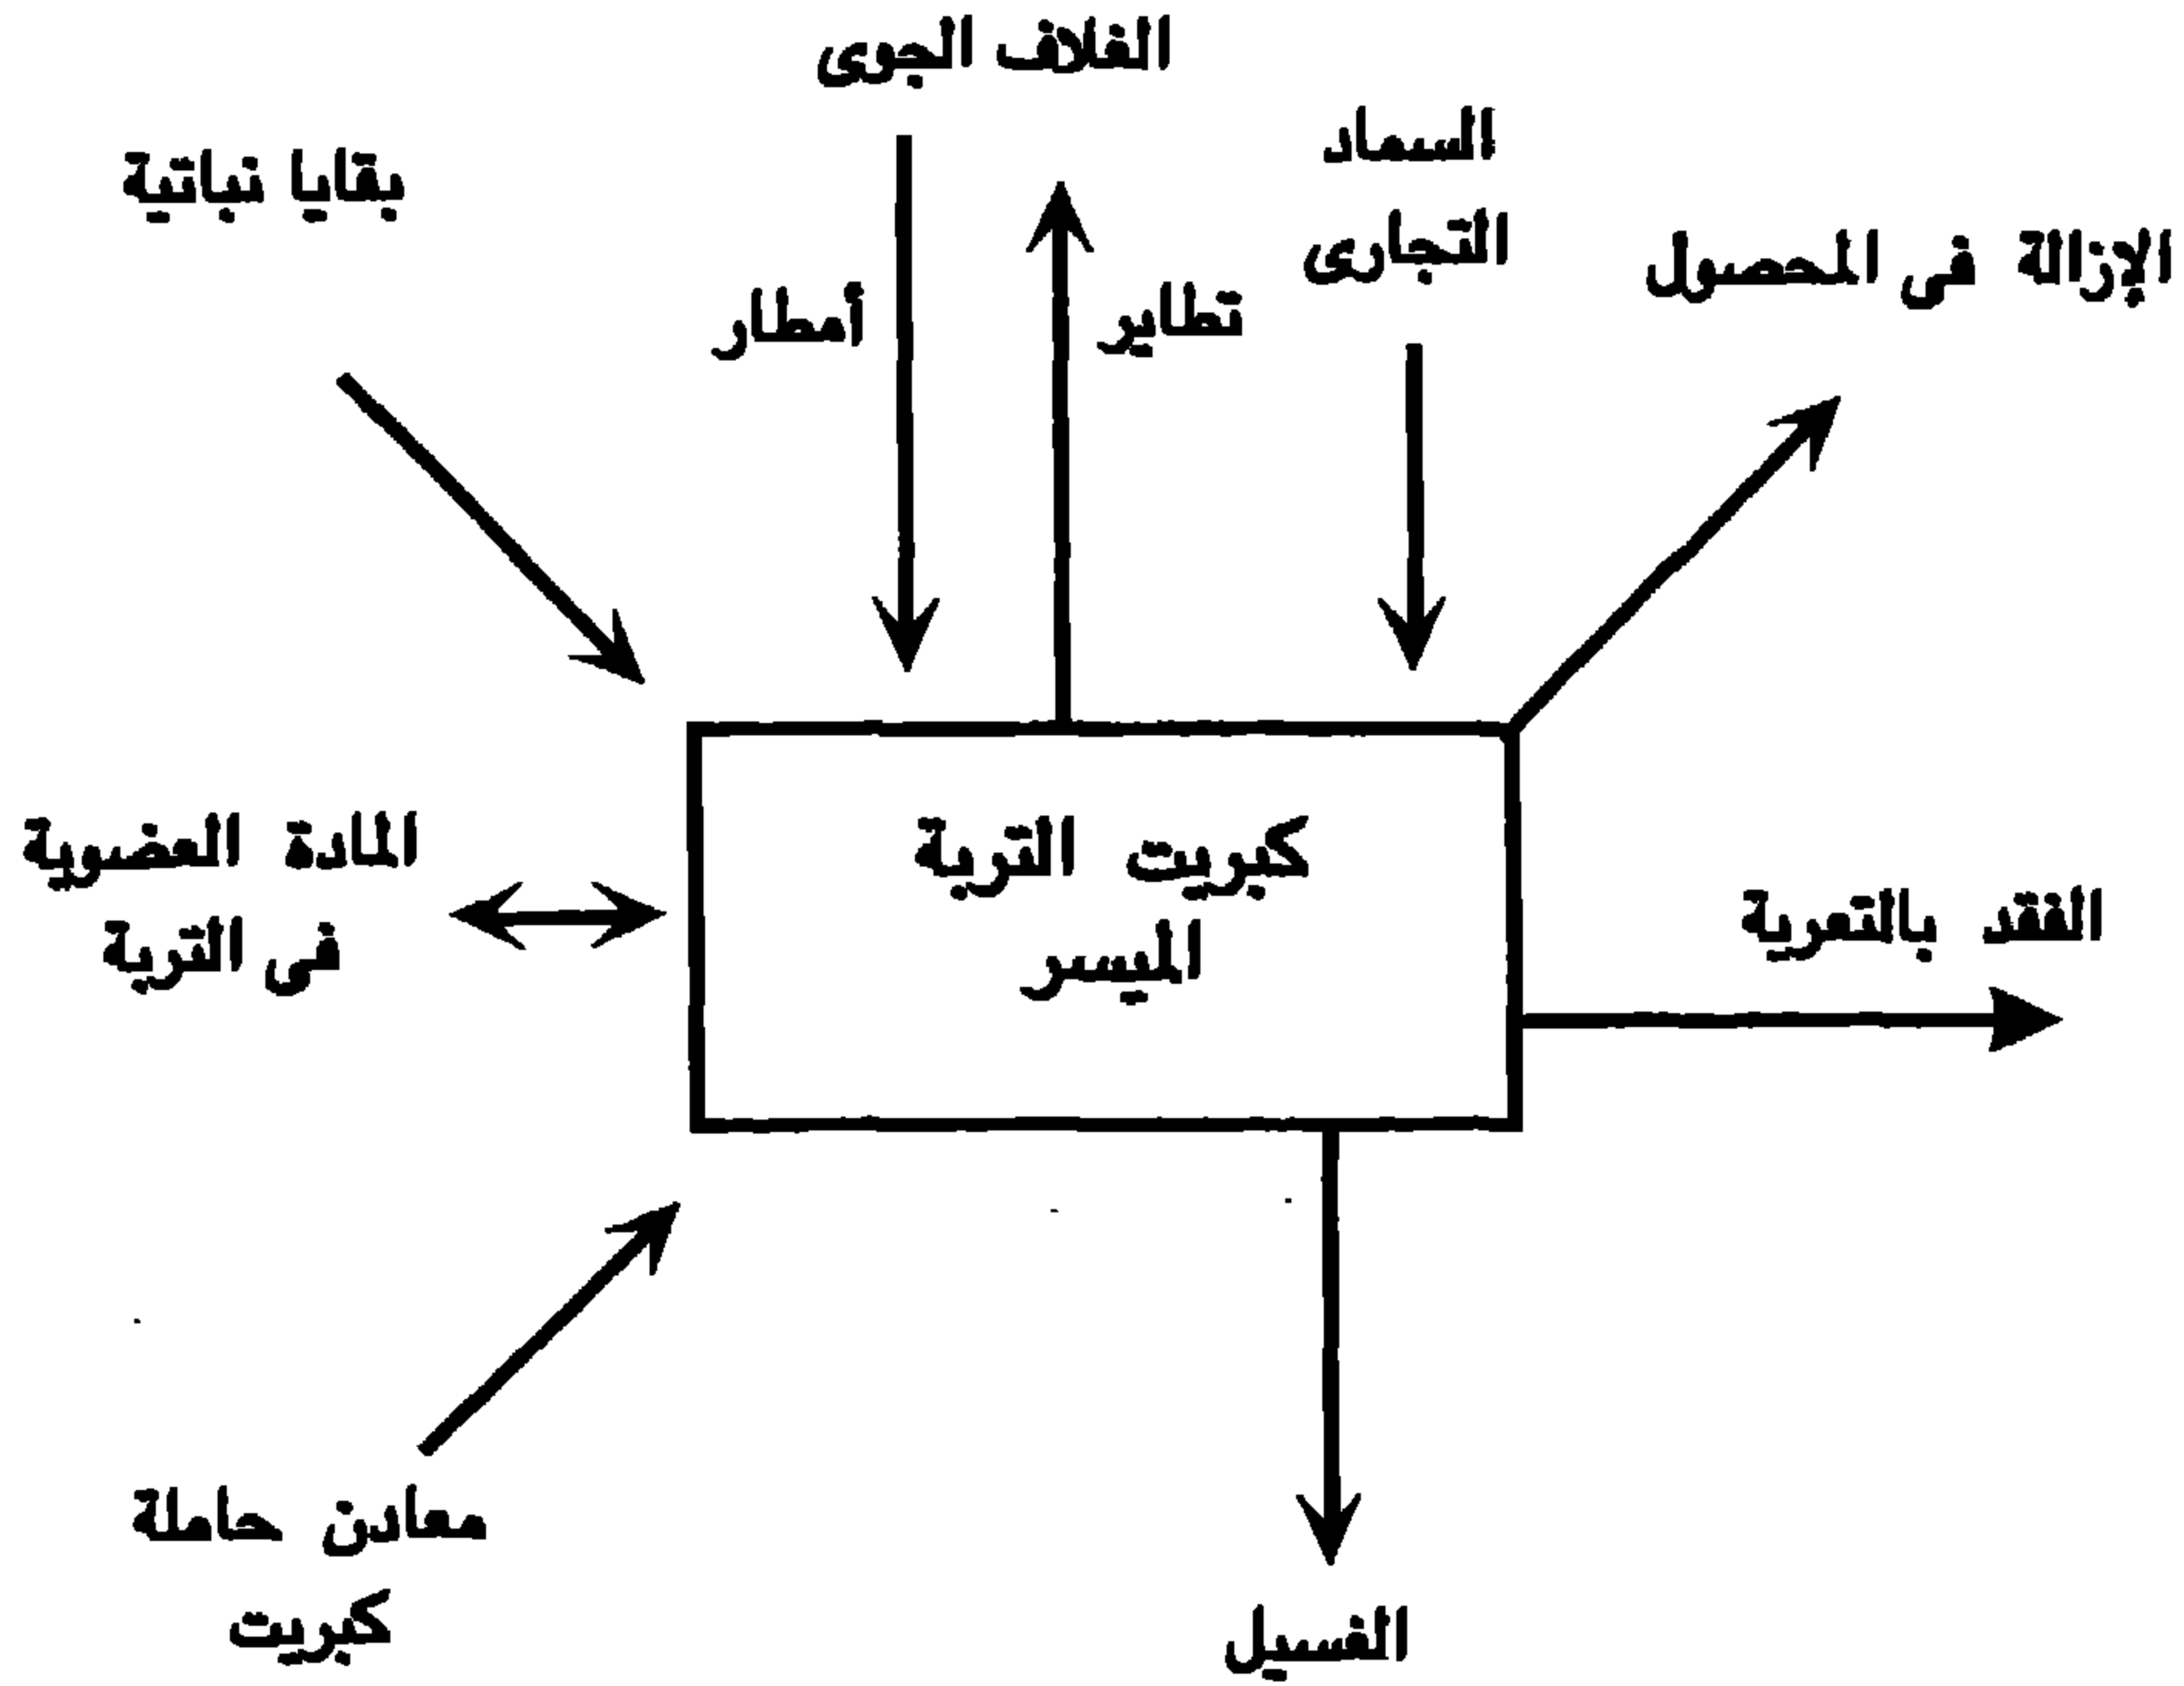 الغلاف الجوى
السماد
التجارى
بقايا نباتية
الإزالة فى المحصول
أمطار
تطاير
كبريت التربة
الميسر
المادة العضوية
فى التربة
الفقد بالتعرية
معادن حاملة
كبريت
الغسيل